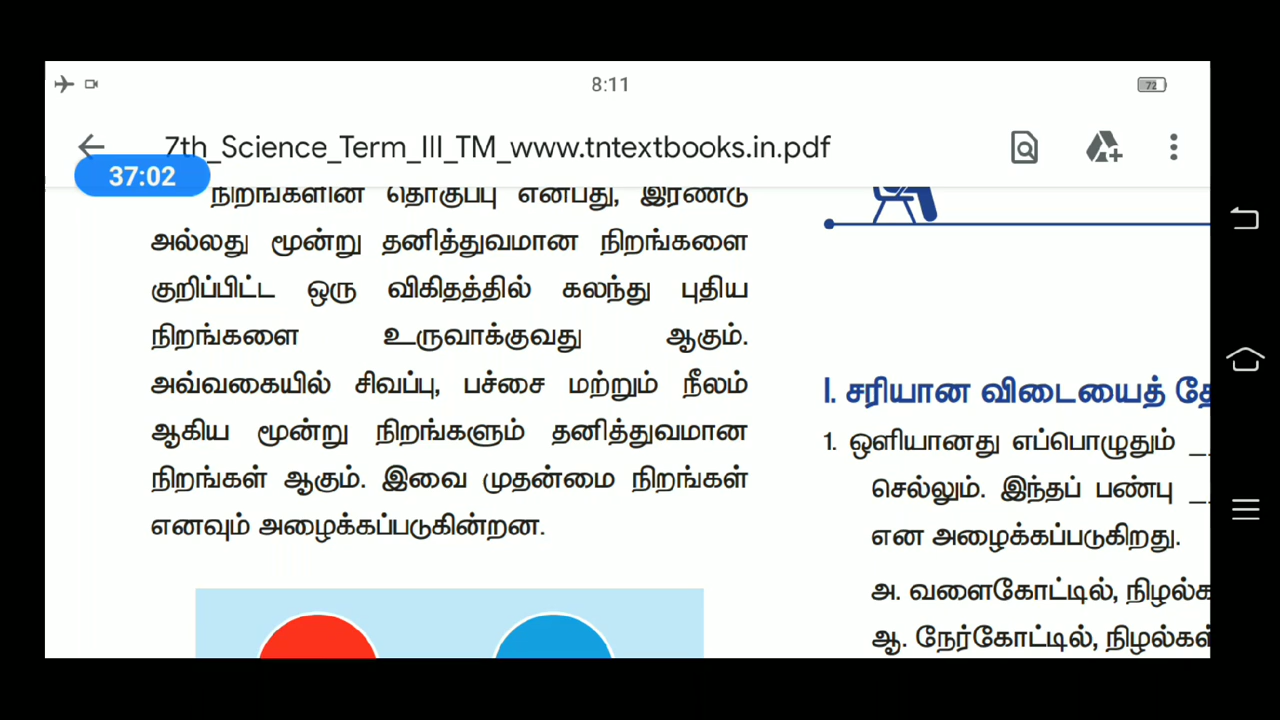 8:11
72
7th_Science_Term_III_TM_www.tntextbooks.in.pdf
37:02
நிறங்களின் தொகுப்பு என்பது, இரண்டு
அல்லது மூன்று தனித்துவமான நிறங்களை
குறிப்பிட்ட ஒரு விகிதத்தில் கலந்து புதிய
நிறங்களை உருவாக்குவது ஆகும்.
அவ்வகையில் சிவப்பு, பச்சை மற்றும் நீலம்
ஆகிய மூன்று நிறங்களும் தனித்துவமான
நிறங்கள் ஆகும். இவை முதன்மை நிறங்கள்
எனவும் அழைக்கப்படுகின்றன.
I. சரியான விடையைத் தே
1. ஒளியானது எப்பொழுதும் __
செல்லும். இந்தப் பண்பு __
என அழைக்கப்படுகிறது.
அ. வளைகோட்டில், நிழல்க
ஆ. நேர்கோட்டில், நிழல்கள்